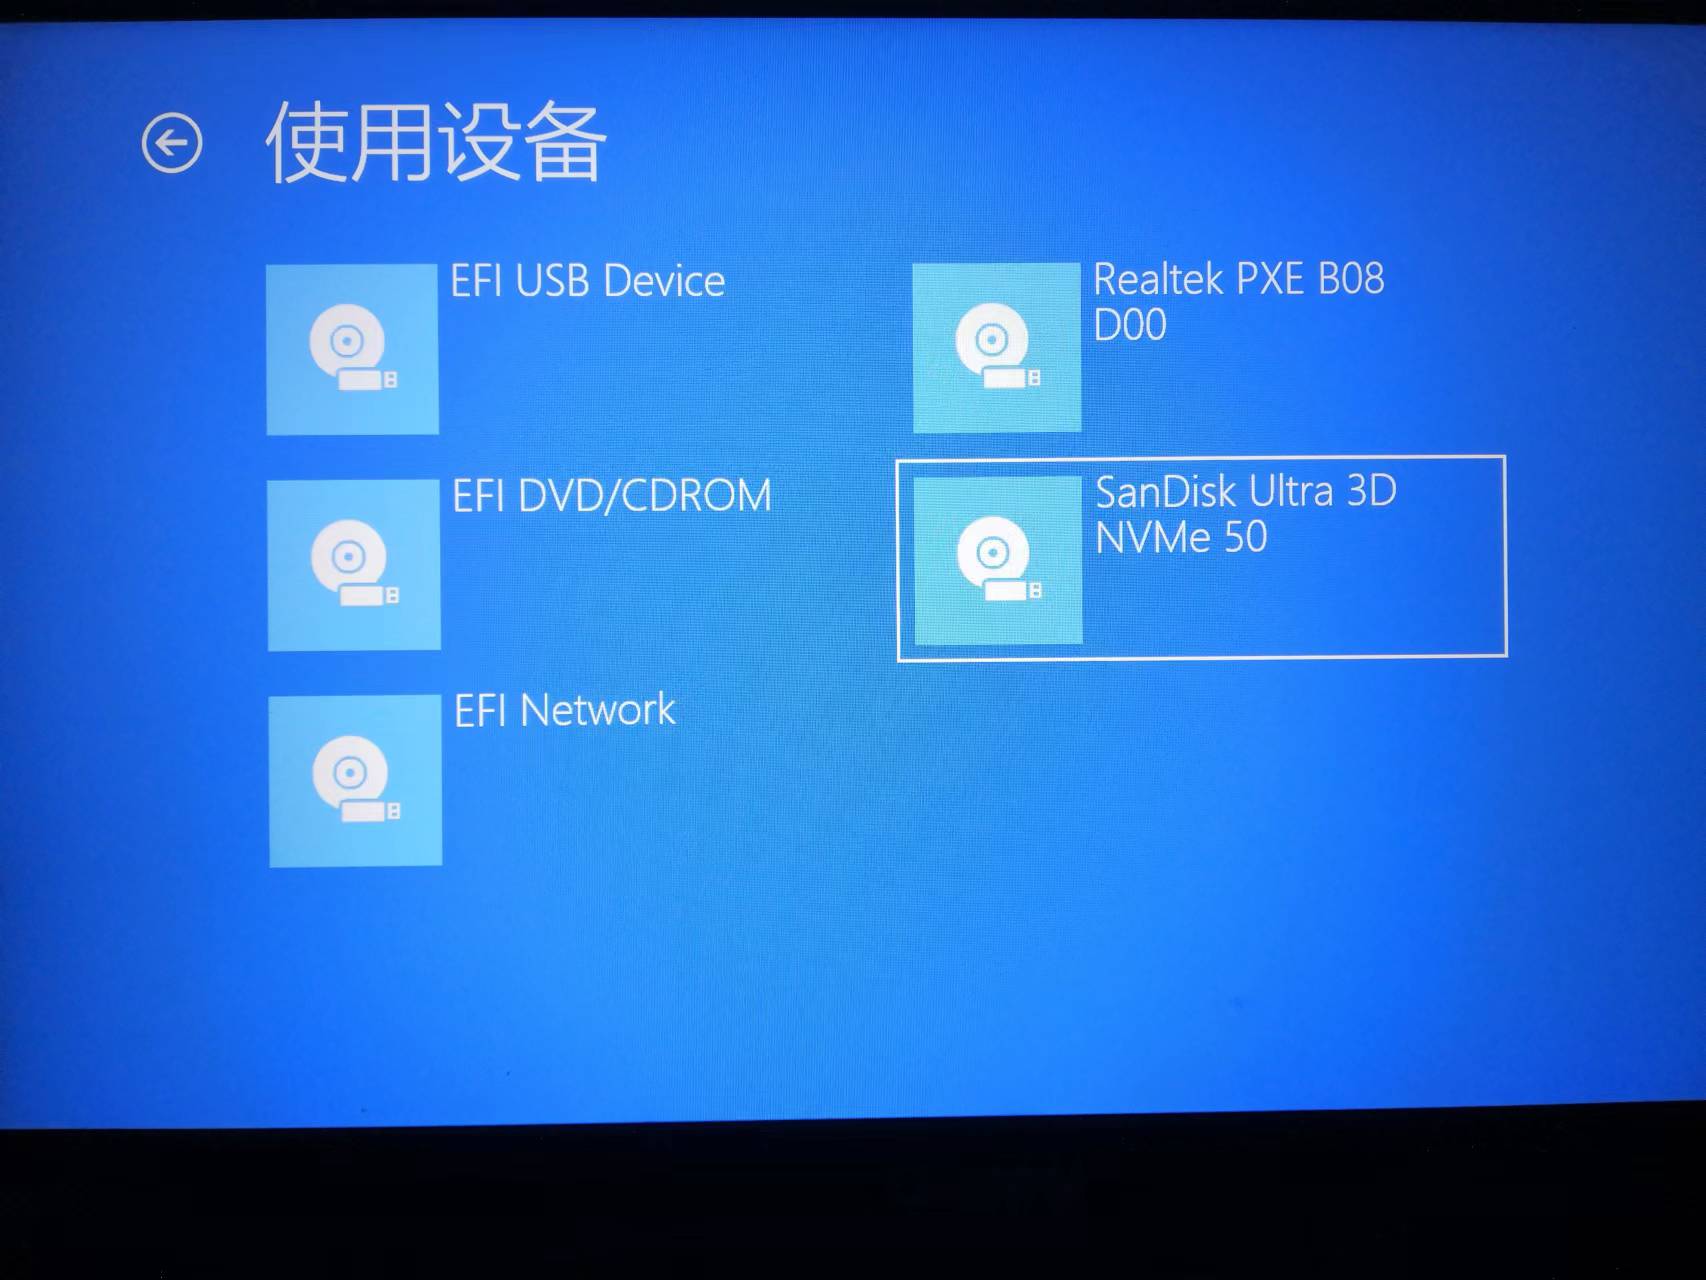 使用设备
EFI USB Device
EFI DVD/CDROM
EFI Network
Realtek PXE B08
D00
SanDisk Ultra 3D
NVMe 50